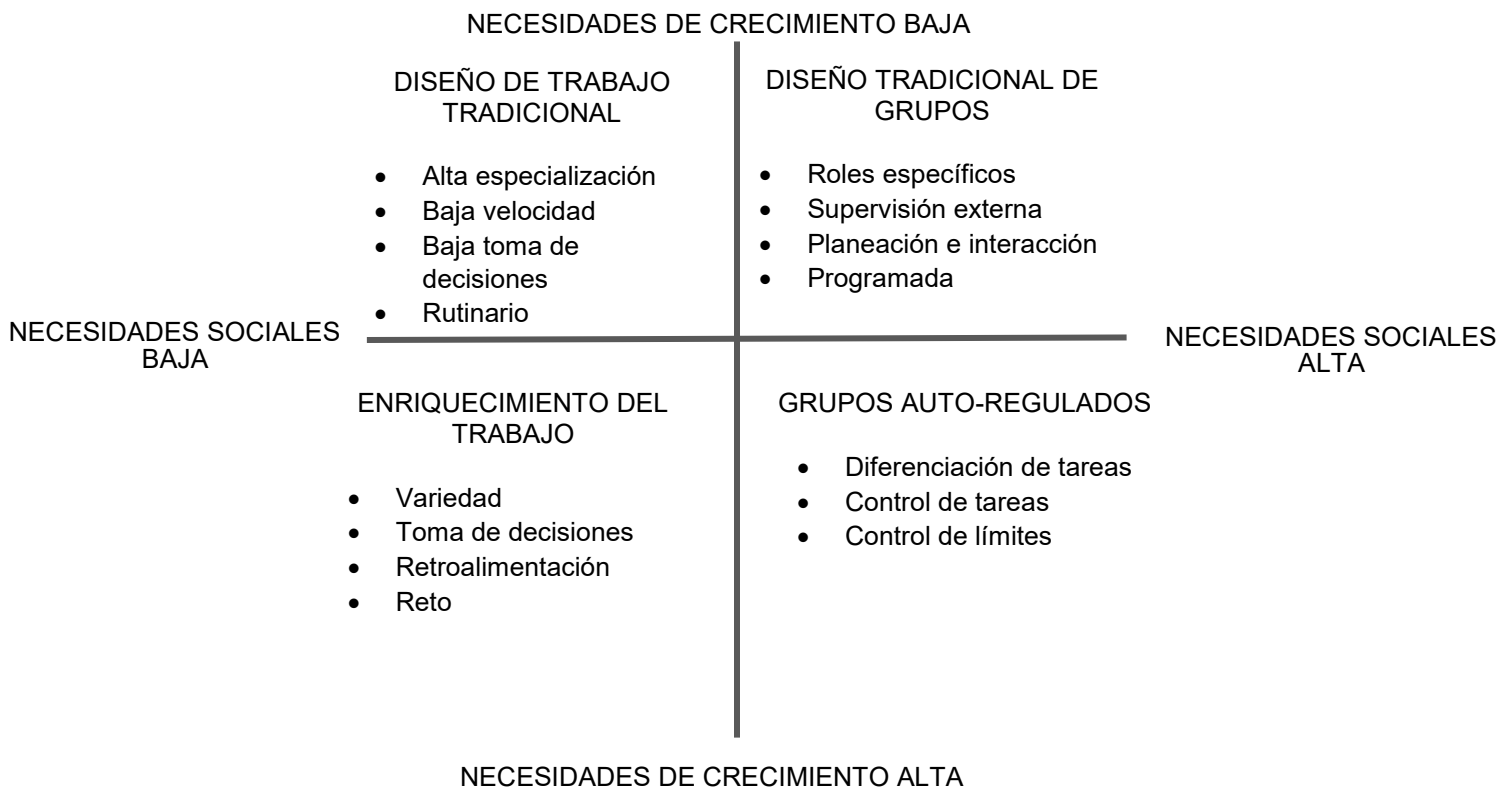 NECESIDADES DE CRECIMIENTO BAJA
DISEÑO DE TRABAJO
TRADICIONAL
• Alta especialización
• Baja velocidad
• Baja toma de
decisiones
• Rutinario
DISEÑO TRADICIONAL DE
GRUPOS
• Roles específicos
• Supervisión externa
• Planeación e interacción
• Programada
NECESIDADES SOCIALES
BAJA
NECESIDADES SOCIALES
ALTA
ENRIQUECIMIENTO DEL
TRABAJO
• Variedad
• Toma de decisiones
• Retroalimentación
• Reto
GRUPOS AUTO-REGULADOS
• Diferenciación de tareas
• Control de tareas
• Control de límites
NECESIDADES DE CRECIMIENTO ALTA